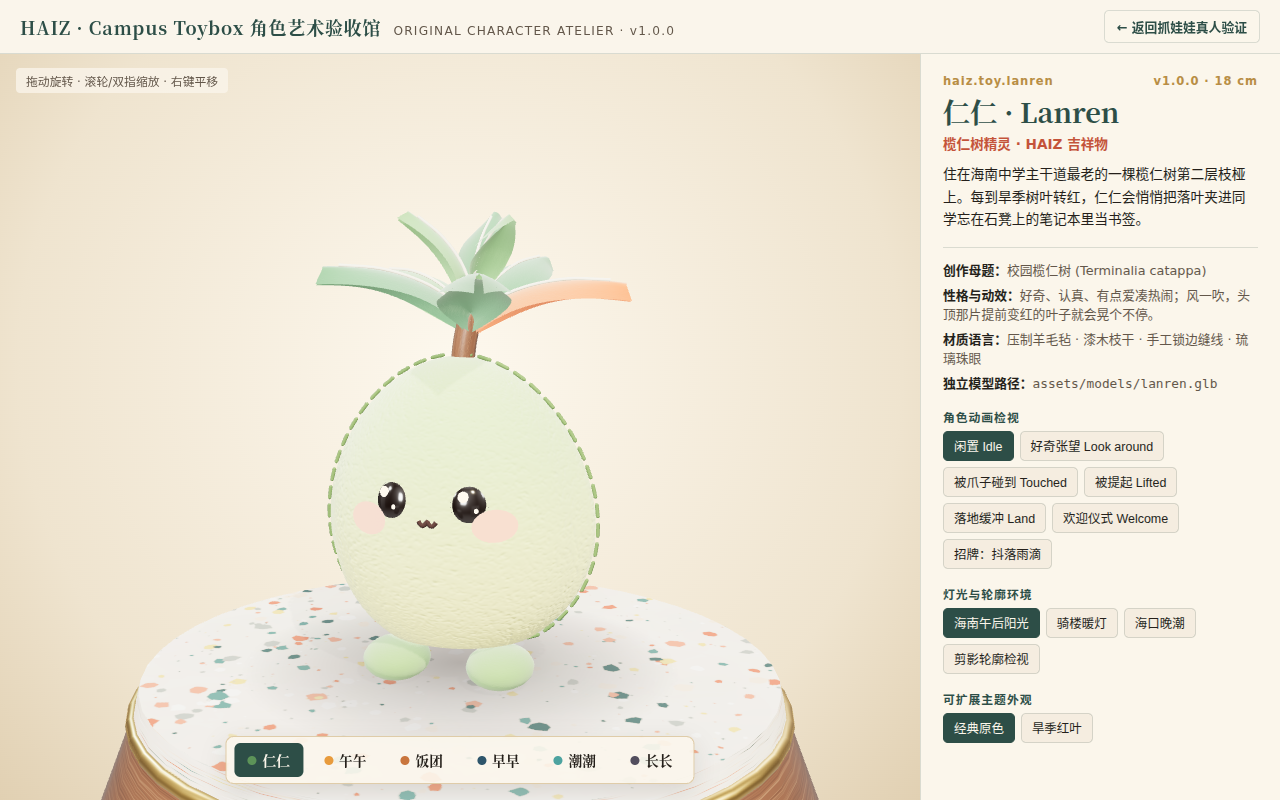 HAIZ · Campus Toybox 角色艺术验收馆 ORIGINAL CHARACTER ATELIER · v1.0.0
← 返回抓娃娃真人验证
拖动旋转 · 滚轮/双指缩放 · 右键平移
haiz.toy.lanren v1.0.0 · 18 cm
仁仁 · Lanren
榄仁树精灵 · HAIZ 吉祥物
住在海南中学主干道最老的一棵榄仁树第二层枝桠
上。每到旱季树叶转红，仁仁会悄悄把落叶夹进同
学忘在石凳上的笔记本里当书签。
创作母题：校园榄仁树 (Terminalia catappa)
性格与动效：好奇、认真、有点爱凑热闹；风一吹，头
顶那片提前变红的叶子就会晃个不停。
材质语言：压制羊毛毡 · 漆木枝干 · 手工锁边缝线 · 琉
璃珠眼
独立模型路径：assets/models/lanren.glb
角色动画检视
闲置 Idle 好奇张望 Look around
被爪子碰到 Touched 被提起 Lifted
落地缓冲 Land 欢迎仪式 Welcome
招牌：抖落雨滴
灯光与轮廓环境
海南午后阳光 骑楼暖灯 海口晚潮
剪影轮廓检视
可扩展主题外观
经典原色 旱季红叶
仁仁 午午 饭团 早早 潮潮 长长